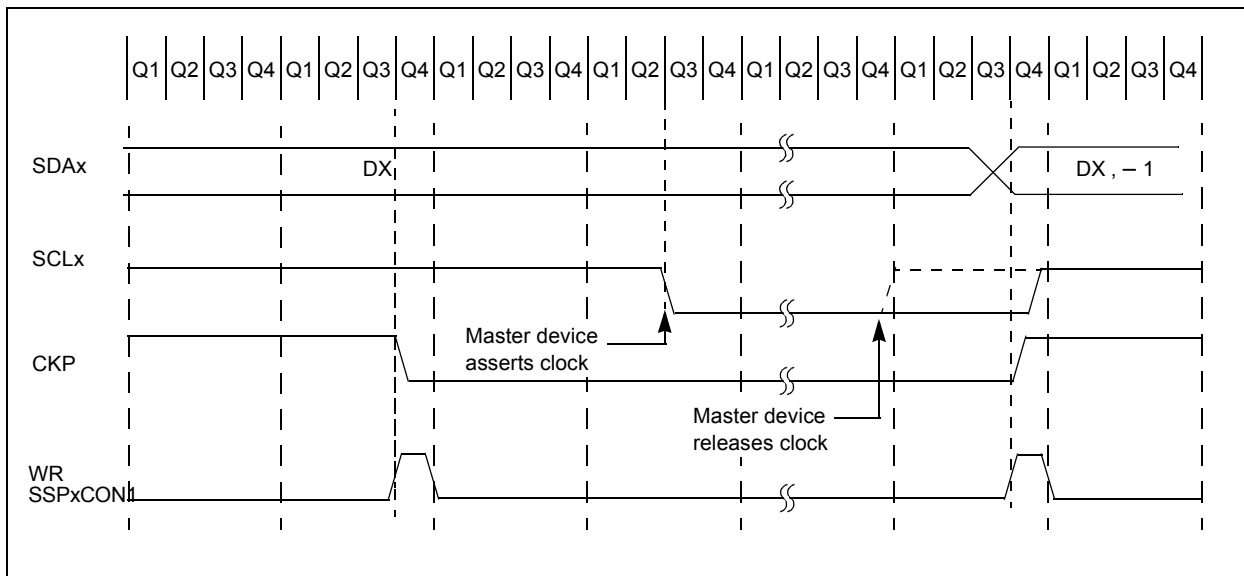 Q1 Q2 Q3 Q4 Q1 Q2 Q3 Q4 Q1 Q2 Q3 Q4 Q1 Q2 Q3 Q4 Q1 Q2 Q3 Q4 Q1 Q2 Q3 Q4 Q1 Q2 Q3 Q4
SDAx
DX
DX , – 1
SCLx
Master device
asserts clock
CKP
Master device
releases clock
WR
SSPxCON1